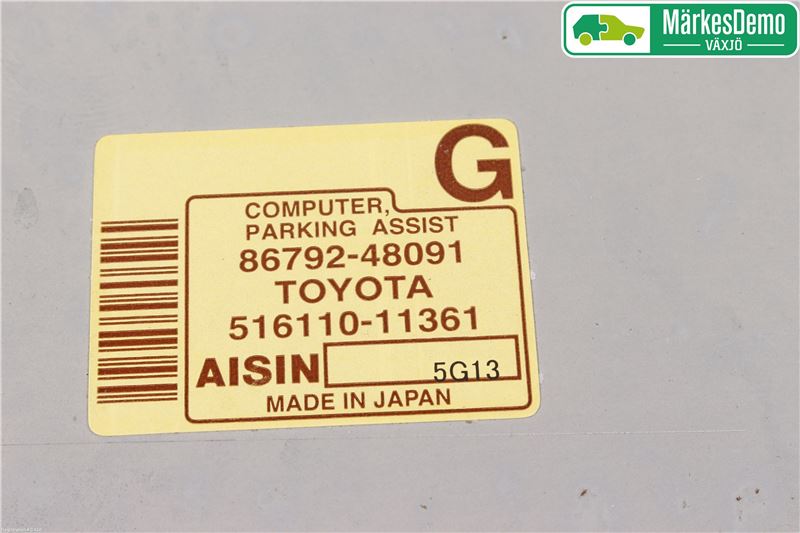 MärkesDemo
VÄXJÖ
G
COMPUTER,
PARKING ASSIST
86792-48091
TOYOTA
516110-11361
AISIN 5G13
MADE IN JAPAN